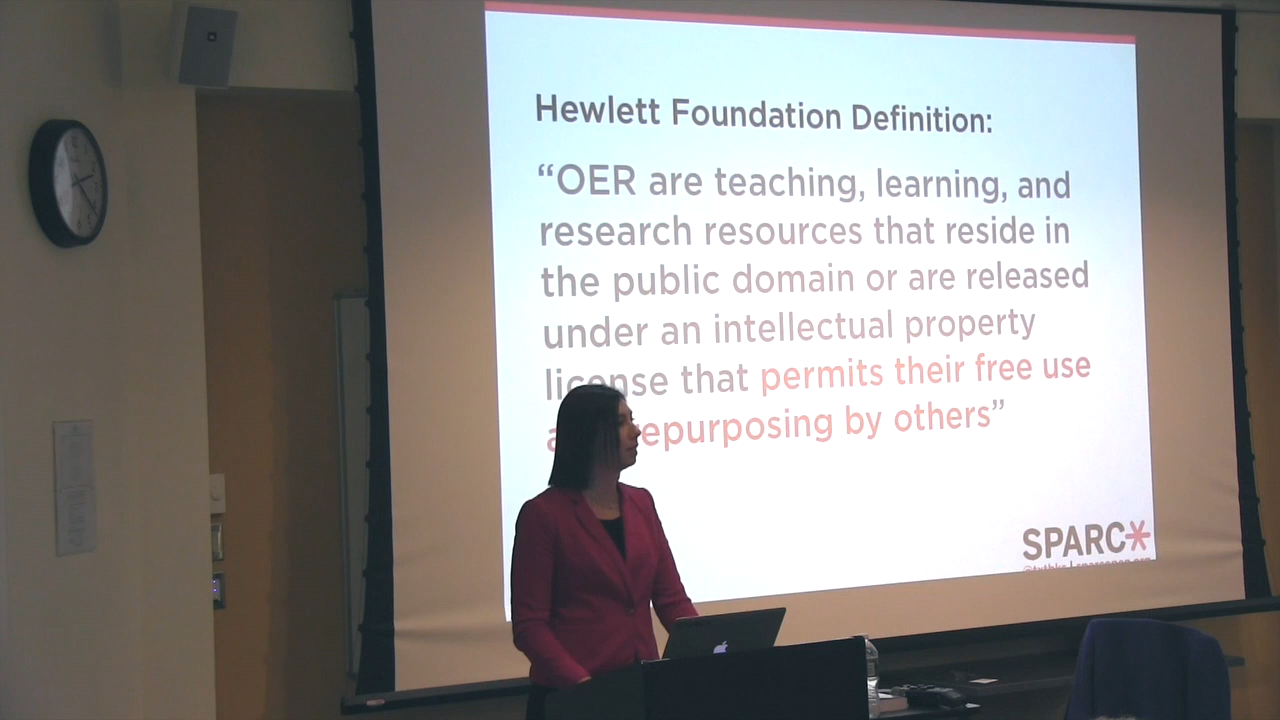 Hewlett Foundation Definition:
“OER are teaching, learning, and
research resources that reside in
the public domain or are released
under an intellectual property
license that permits their free use
repurposing by others”
SPARC*